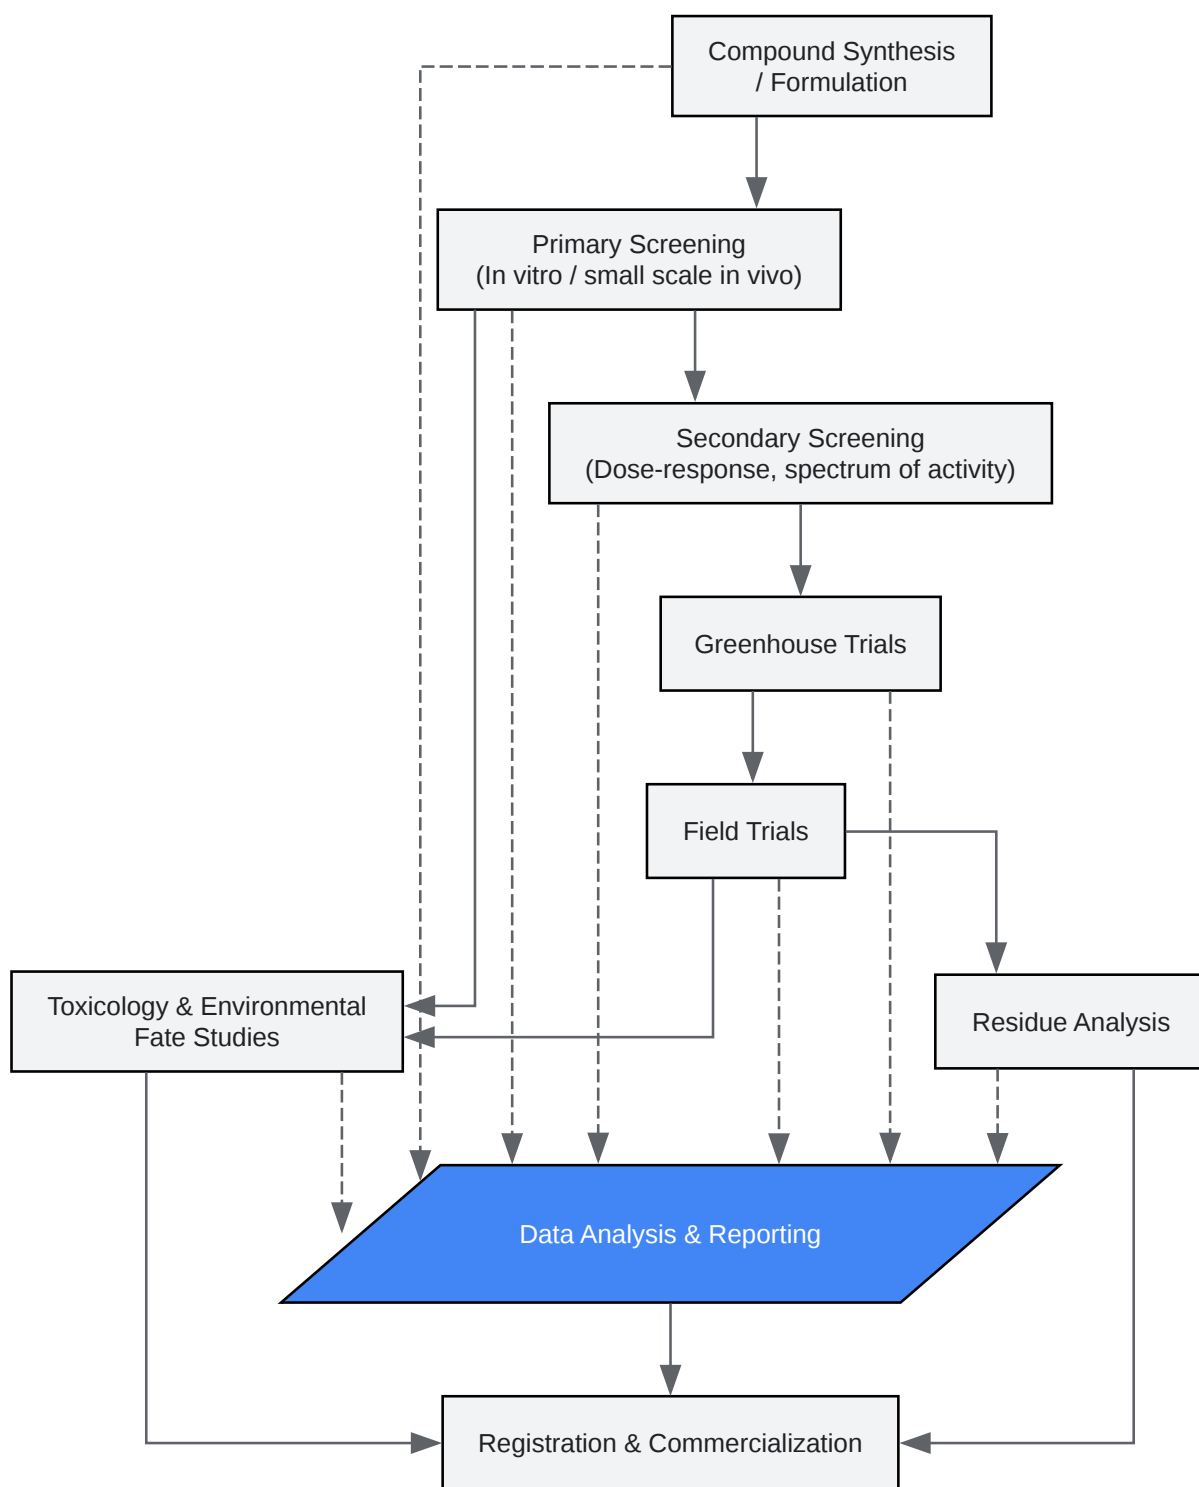 Compound Synthesis
/ Formulation
Primary Screening
(In vitro / small scale in vivo)
Secondary Screening
(Dose-response, spectrum of activity)
Greenhouse Trials
Field Trials
Toxicology & Environmental
Fate Studies
Residue Analysis
Data Analysis & Reporting
Registration & Commercialization